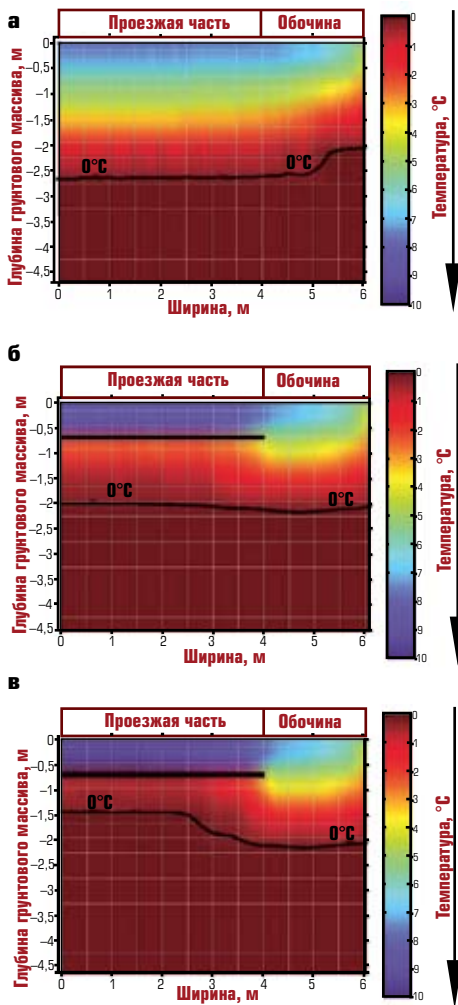 а
Проезжая часть Обочина
Глубина грунтового массива, м
0
–0,5
–1
–1,5
–2
–2,5
–3
–3,5
–4
–4,5
0°С
0°С
0 1 2 3 4 5 6
Ширина, м
0
-1
-2
-3
-4
-5
-6
-7
-8
-9
-10
Температура, °С
б
Проезжая часть Обочина
Глубина грунтового массива, м
0
–0,5
–1
–1,5
–2
–2,5
–3
–3,5
–4
–4,5
0°С
0°С
0 1 2 3 4 5 6
Ширина, м
0
-1
-2
-3
-4
-5
-6
-7
-8
-9
-10
Температура, °С
в
Проезжая часть Обочина
Глубина грунтового массива, м
0
–0,5
–1
–1,5
–2
–2,5
–3
–3,5
–4
–4,5
0°С
0°С
0 1 2 3 4 5 6
Ширина, м
0
-1
-2
-3
-4
-5
-6
-7
-8
-9
-10
Температура, °С